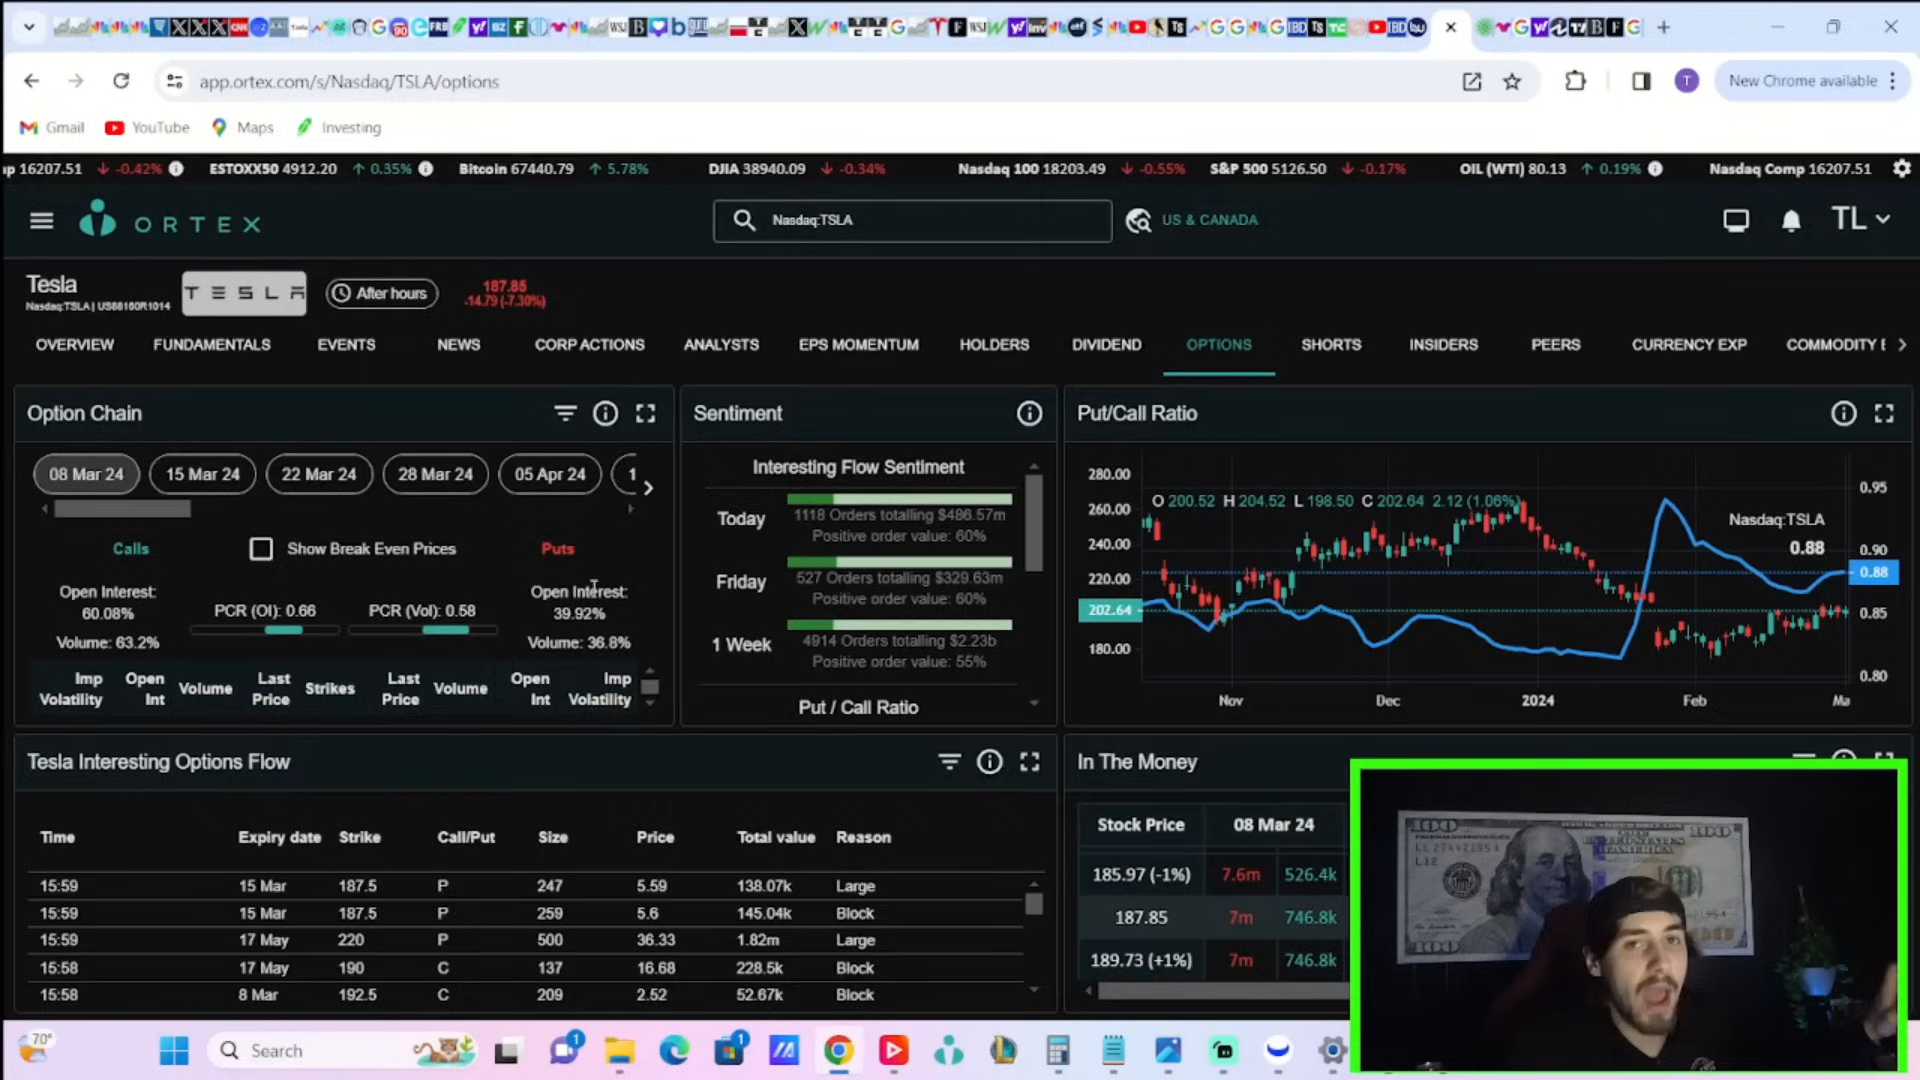 app.ortex.com/s/Nasdaq/TSLA/options
New Chrome available
Gmail YouTube Maps Investing
16207.51 -0.42% ESTOXX50 4912.20 0.35% Bitcoin 67440.79 5.78% DJIA 38940.09 -0.34% Nasdaq 100 18203.49 -0.55% S&P 500 5126.50 -0.17% OIL (WTI) 80.13 0.19% Nasdaq Comp 16207.51
ORTEX Nasdaq:TSLA US & CANADA TL
Tesla
Nasdaq:TSLA | US88160R1014
TESLA
After hours
187.85
-14.79 (-7.30%)
OVERVIEW FUNDAMENTALS EVENTS NEWS CORP ACTIONS ANALYSTS EPS MOMENTUM HOLDERS DIVIDEND OPTIONS SHORTS INSIDERS PEERS CURRENCY EXP COMMODITY
Option Chain
08 Mar 24 15 Mar 24 22 Mar 24 28 Mar 24 05 Apr 24 1
Calls Show Break Even Prices Puts
Open Interest: 60.08% PCR (OI): 0.66 PCR (Vol): 0.58 Open Interest: 39.92%
Volume: 63.2% Volume: 36.8%
Imp Volatility Open Int Volume Last Price Strikes Last Price Volume Open Int Imp Volatility
Sentiment
Interesting Flow Sentiment
Today 1118 Orders totalling $486.57m
Positive order value: 60%
Friday 527 Orders totalling $329.63m
Positive order value: 60%
1 Week 4914 Orders totalling $2.23b
Positive order value: 55%
Put / Call Ratio
Put/Call Ratio
O 200.52 H 204.52 L 198.50 C 202.64 2.12 (1.06%)
Nasdaq:TSLA
0.88
280.00
260.00
240.00
220.00
202.64
180.00
0.95
0.90
0.88
0.85
0.80
Nov Dec 2024 Feb Ma
Tesla Interesting Options Flow
Time Expiry date Strike Call/Put Size Price Total value Reason
15:59 15 Mar 187.5 P 247 5.59 138.07k Large
15:59 15 Mar 187.5 P 259 5.6 145.04k Block
15:59 17 May 220 P 500 36.33 1.82m Large
15:58 17 May 190 C 137 16.68 228.5k Block
15:58 8 Mar 192.5 C 209 2.52 52.67k Block
In The Money
Stock Price 08 Mar 24
185.97 (-1%) 7.6m 526.4k
187.85 7m 746.8k
189.73 (+1%) 7m 746.8k
100
100
70°
Search